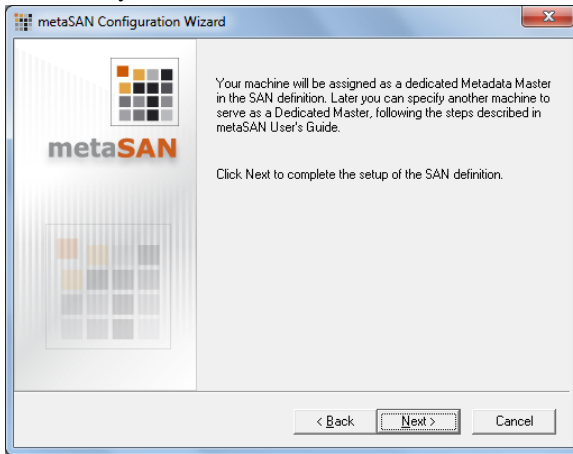 metaSAN Configuration Wizard
Your machine will be assigned as a dedicated Metadata Master
in the SAN definition. Later you can specify another machine to
serve as a Dedicated Master, following the steps described in
metaSAN User's Guide.
metaSAN
Click Next to complete the setup of the SAN definition.
< Back
Next >
Cancel